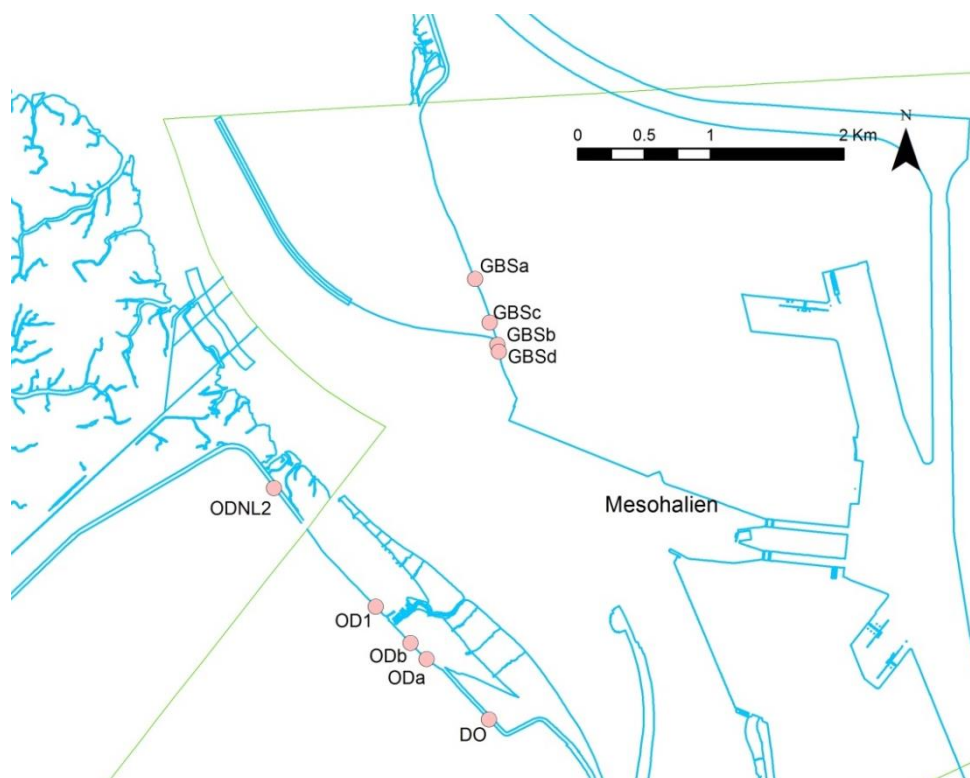 N
0 0.5 1 2 Km
GBSa
GBSc
GBSb
GBSd
ODNL2
Mesohalien
OD1
ODb
ODa
DO